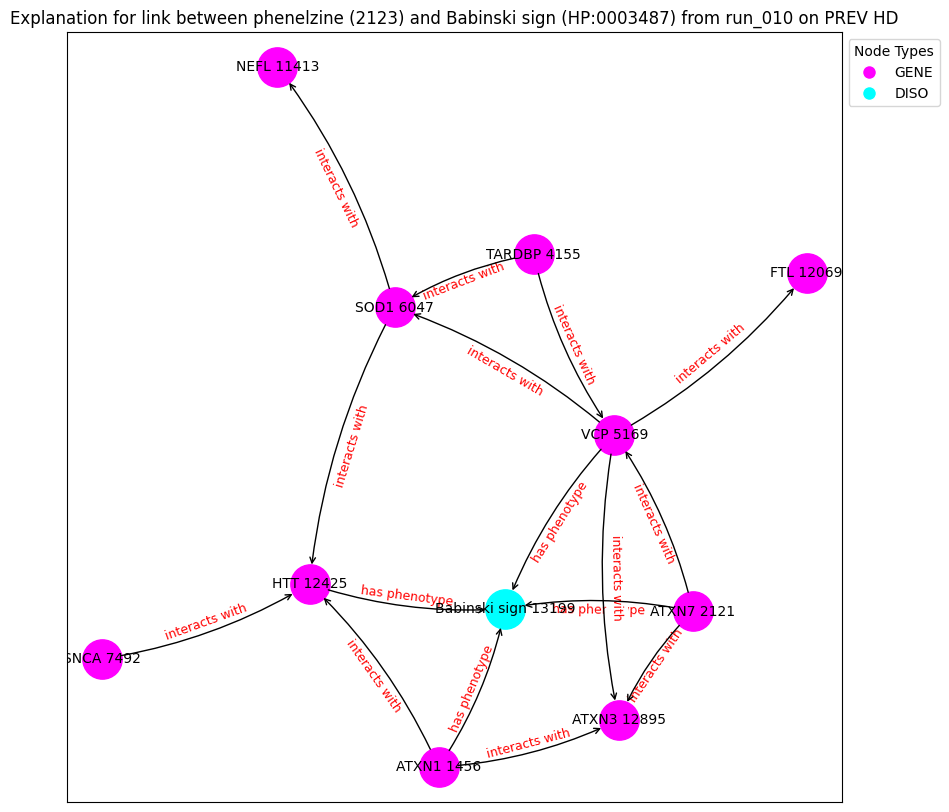 Explanation for link between phenelzine (2123) and Babinski sign (HP:0003487) from run_010 on PREV HD
Node Types
GENE
DISO
NEFL 11413
interacts with
TARDBP 4155
interacts with
FTL 12069
SOD1 6047
interacts with
interacts with
interacts with
interacts with
VCP 5169
has phenotype
interacts with
interacts with
HTT 12425
has phenotype
Babinski sign 13199
has phenotype
ATXN7 2121
interacts with
SNCA 7492
interacts with
has phenotype
interacts with
ATXN3 12895
interacts with
ATXN1 1456
interacts with